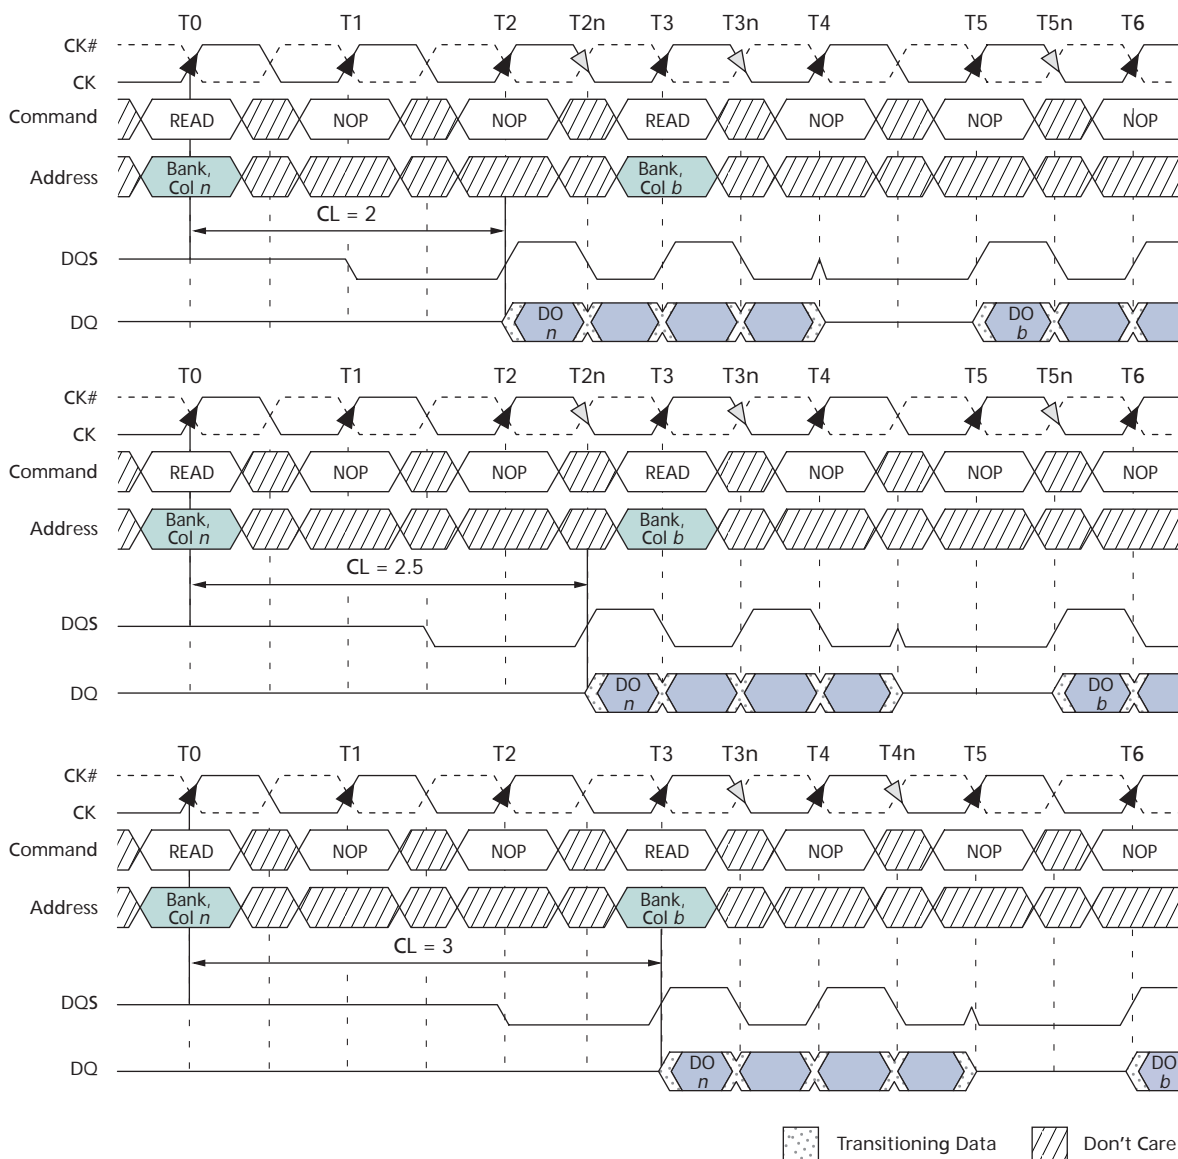 T0 T1 T2 T2n T3 T3n T4 T5 T5n T6
CK#
CK
Command READ NOP NOP READ NOP NOP NOP
Address Bank, Col n Bank, Col b
CL = 2
DQS
DQ DO n DO b
T0 T1 T2 T2n T3 T3n T4 T5 T5n T6
CK#
CK
Command READ NOP NOP READ NOP NOP NOP
Address Bank, Col n Bank, Col b
CL = 2.5
DQS
DQ DO n DO b
T0 T1 T2 T3 T3n T4 T4n T5 T6
CK#
CK
Command READ NOP NOP READ NOP NOP NOP
Address Bank, Col n Bank, Col b
CL = 3
DQS
DQ DO n DO b
Transitioning Data Don't Care